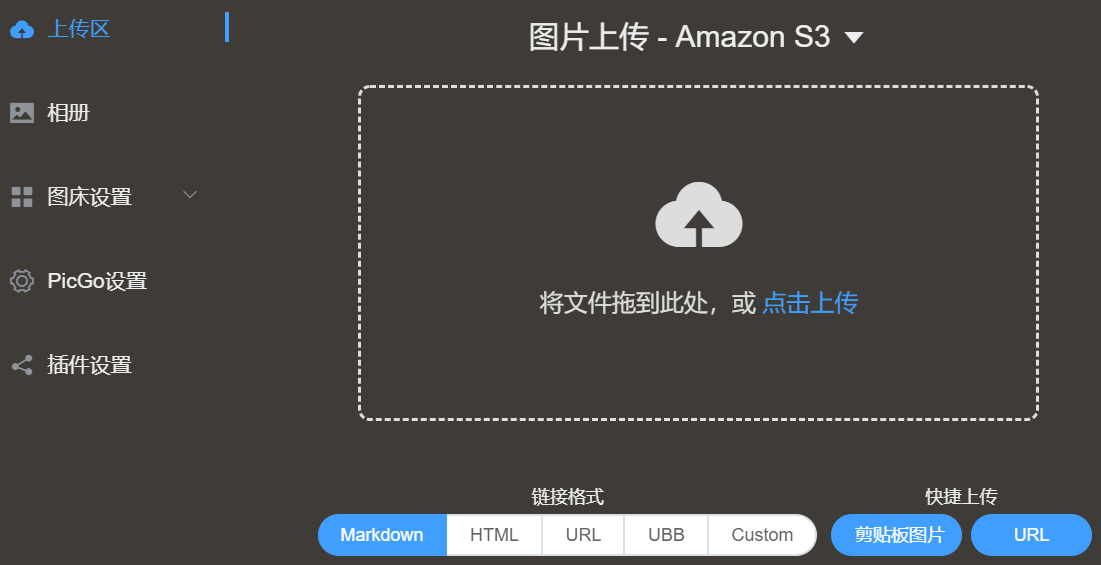 上传区
相册
图床设置
PicGo设置
插件设置
图片上传 - Amazon S3
将文件拖到此处，或 点击上传
链接格式
Markdown
HTML
URL
UBB
Custom
快捷上传
剪贴板图片
URL